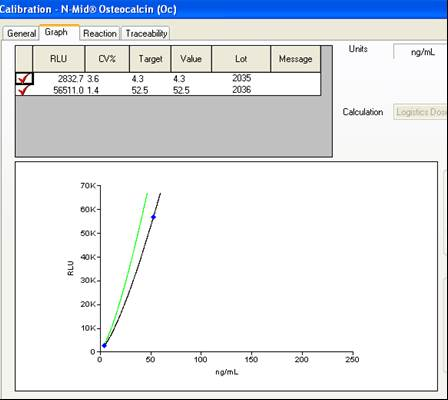 Calibration - N-Mid® Osteocalcin (Oc)
General Graph Reaction Traceability
RLU CV% Target Value Lot Message
2832.7 3.6 4.3 4.3 2035
56511.0 1.4 52.5 52.5 2036
Units ng/mL
Calculation Logistics Dose
70K
60K
50K
40K
30K
20K
10K
0
RLU
0 50 100 150 200 250
ng/mL